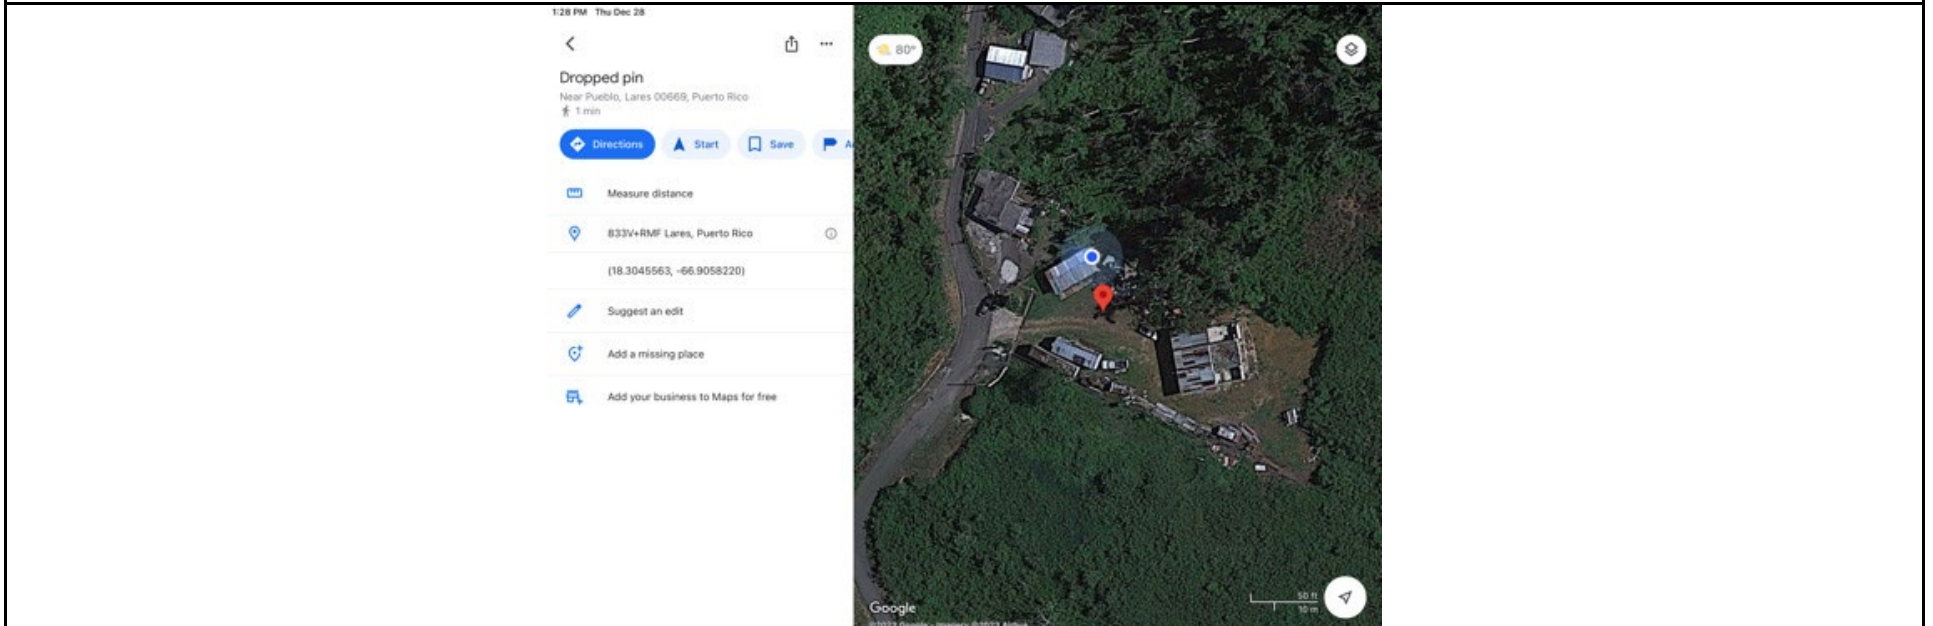 1:28 PM Thu Dec 28
80°
Dropped pin
Near Pueblo, Lares 00669, Puerto Rico
1 min
Directions
Start
Save
Measure distance
833V+RMF Lares, Puerto Rico
(18.3045563, -66.9058220)
Suggest an edit
Add a missing place
Add your business to Maps for free
50 ft
10 m
Google